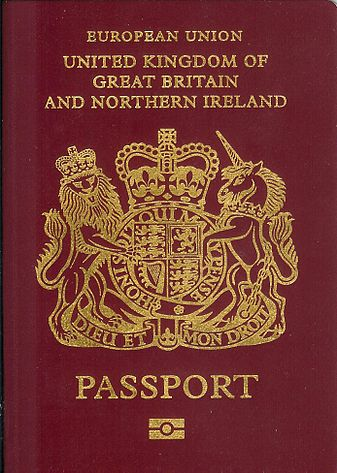 EUROPEAN UNION
UNITED KINGDOM OF
GREAT BRITAIN
AND NORTHERN IRELAND
DIEU ET MON DROIT
PASSPORT